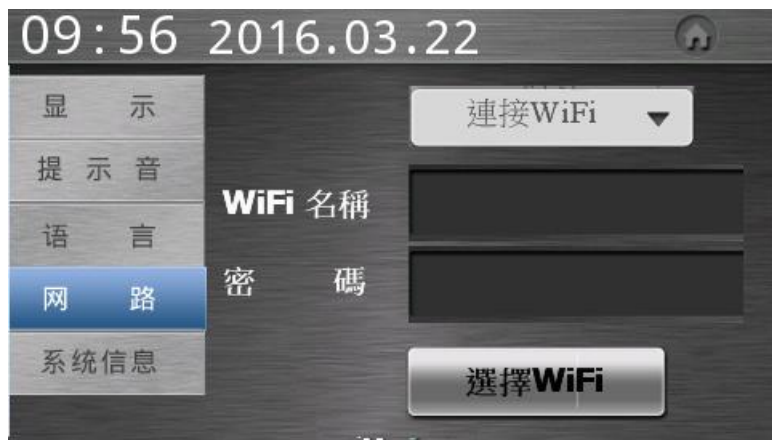 09:56 2016.03.22
显 示
提 示 音
语 言
网 路
系统信息
連接WiFi
WiFi 名稱
密 碼
選擇WiFi